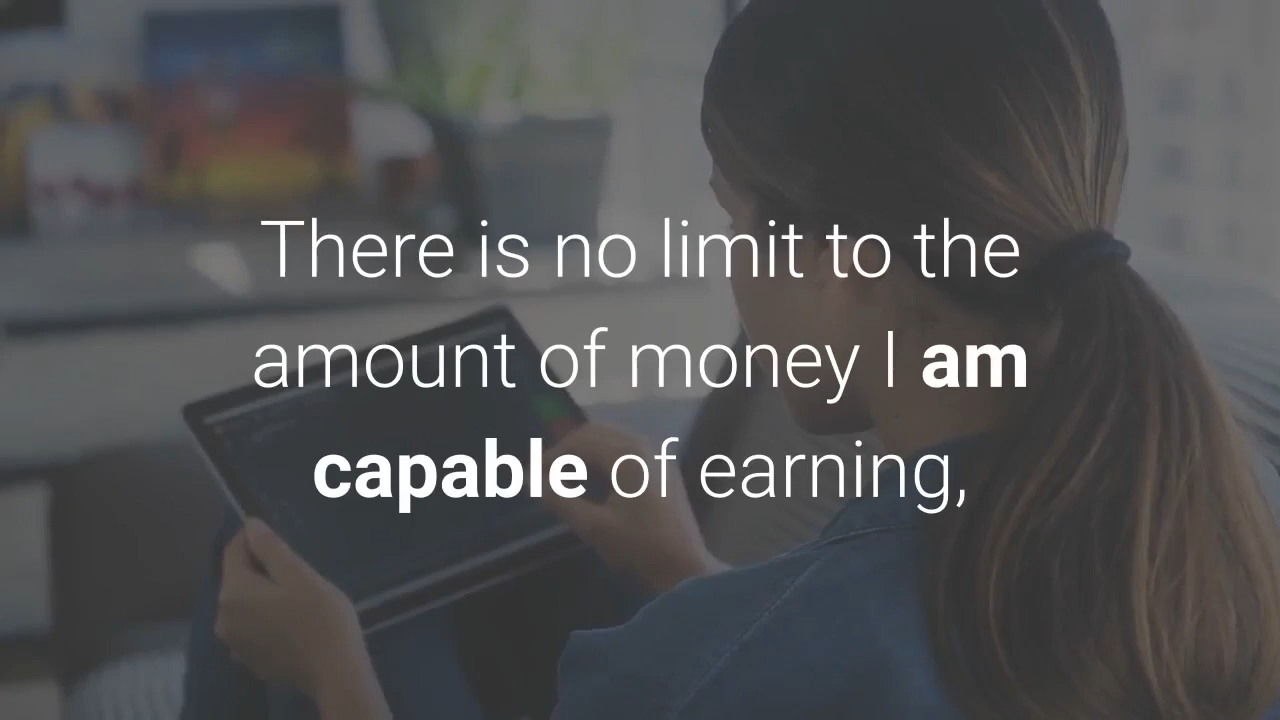 There is no limit to the
amount of money I am
capable of earning,